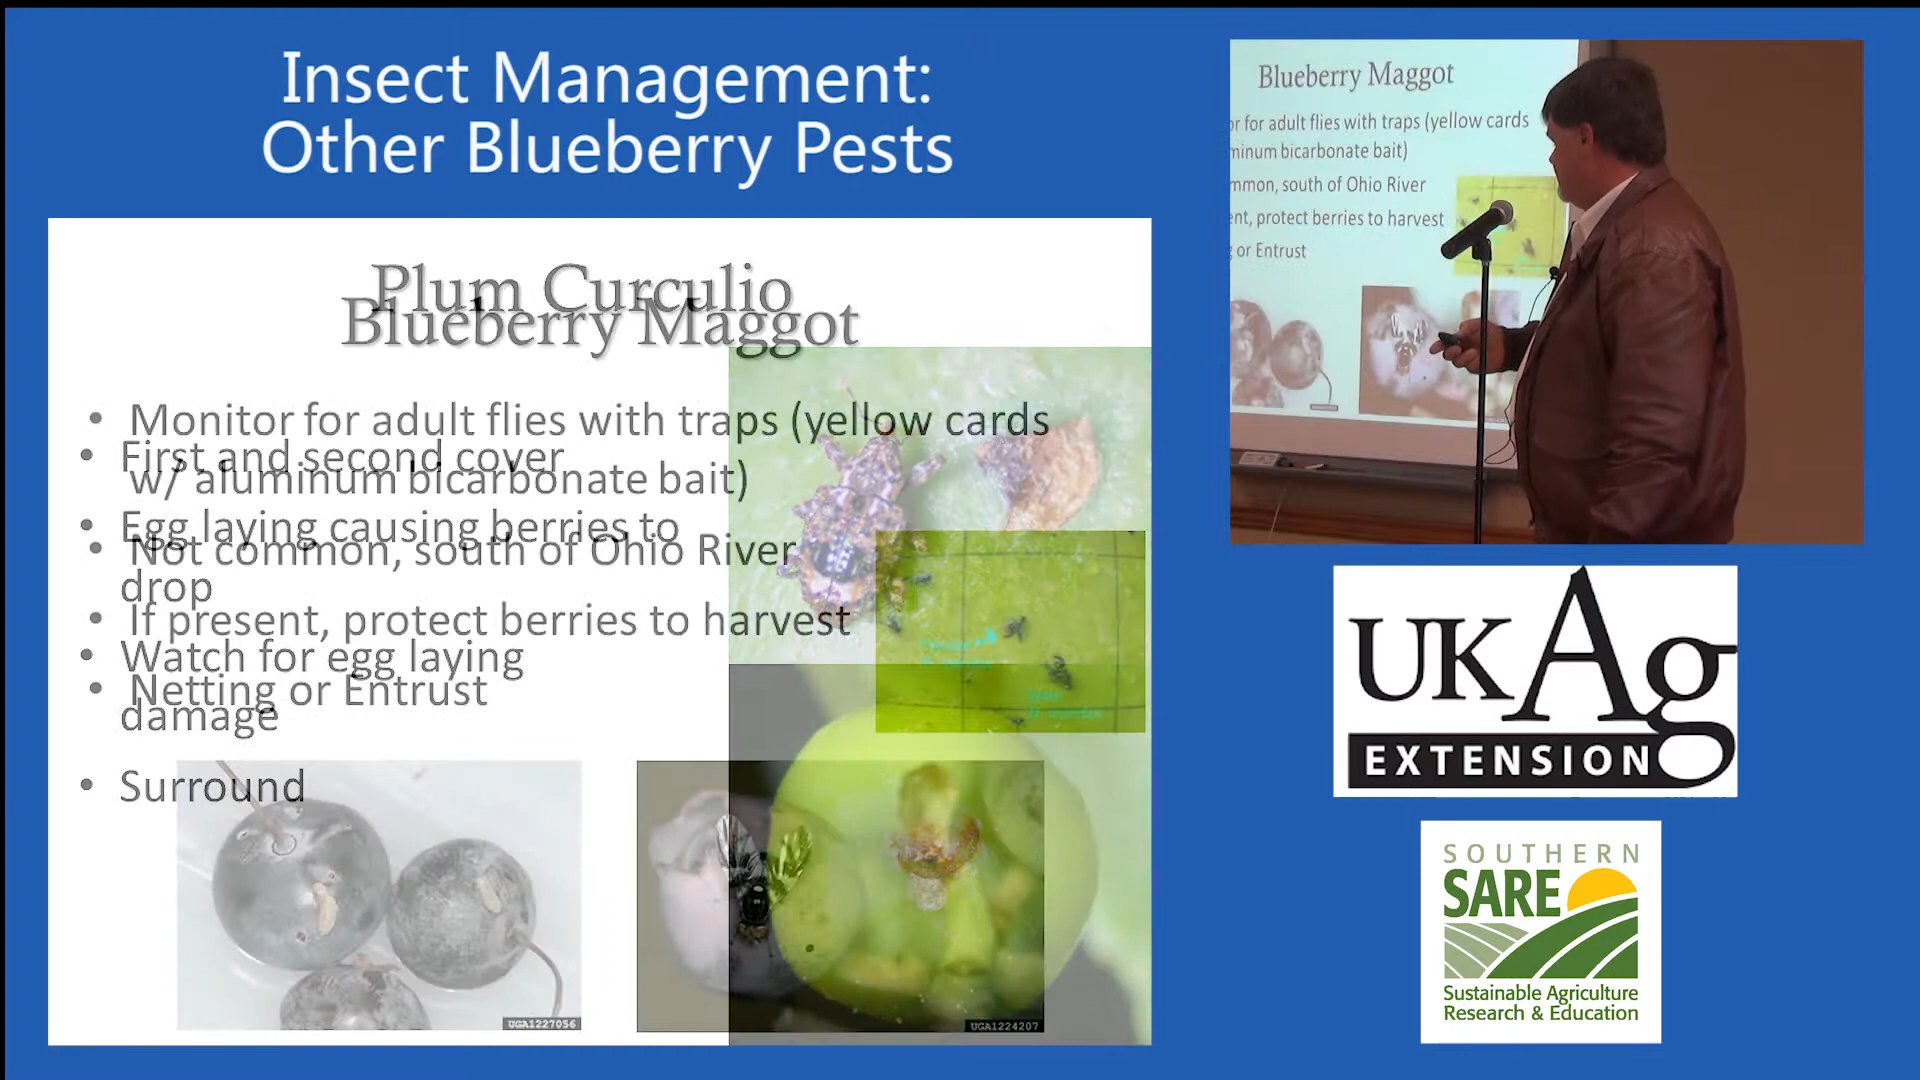 Insect Management:
Other Blueberry Pests
Plum Curculio
Blueberry Maggot
• Monitor for adult flies with traps (yellow cards
w/ aluminum bicarbonate bait)
• Not common, south of Ohio River
• If present, protect berries to harvest
• Netting or Entrust
• First and second cover
• Egg laying causing berries to
drop
• Watch for egg laying
damage
• Surround
UGA1227056
UGA1224207
Blueberry Maggot
or for adult flies with traps (yellow cards
minum bicarbonate bait)
mmon, south of Ohio River
ent, protect berries to harvest
or Entrust
UKAg
EXTENSION
SOUTHERN
SARE
Sustainable Agriculture
Research & Education